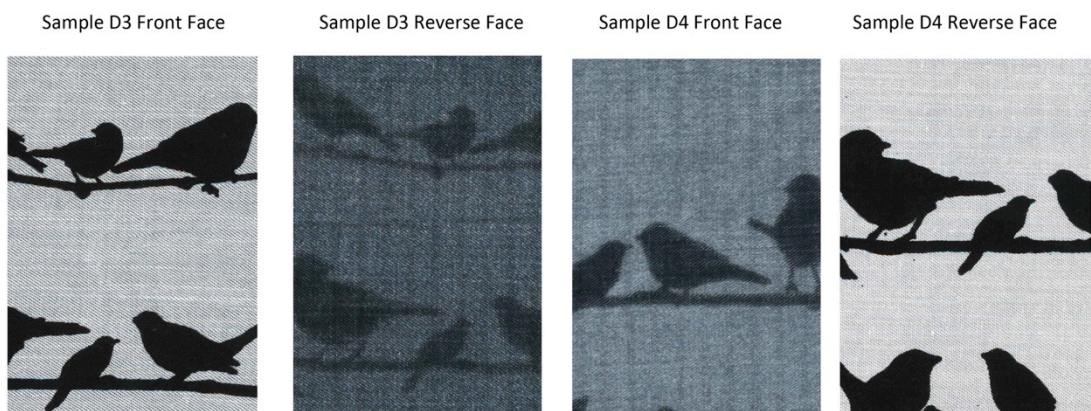 Sample D3 Front Face
Sample D3 Reverse Face
Sample D4 Front Face
Sample D4 Reverse Face